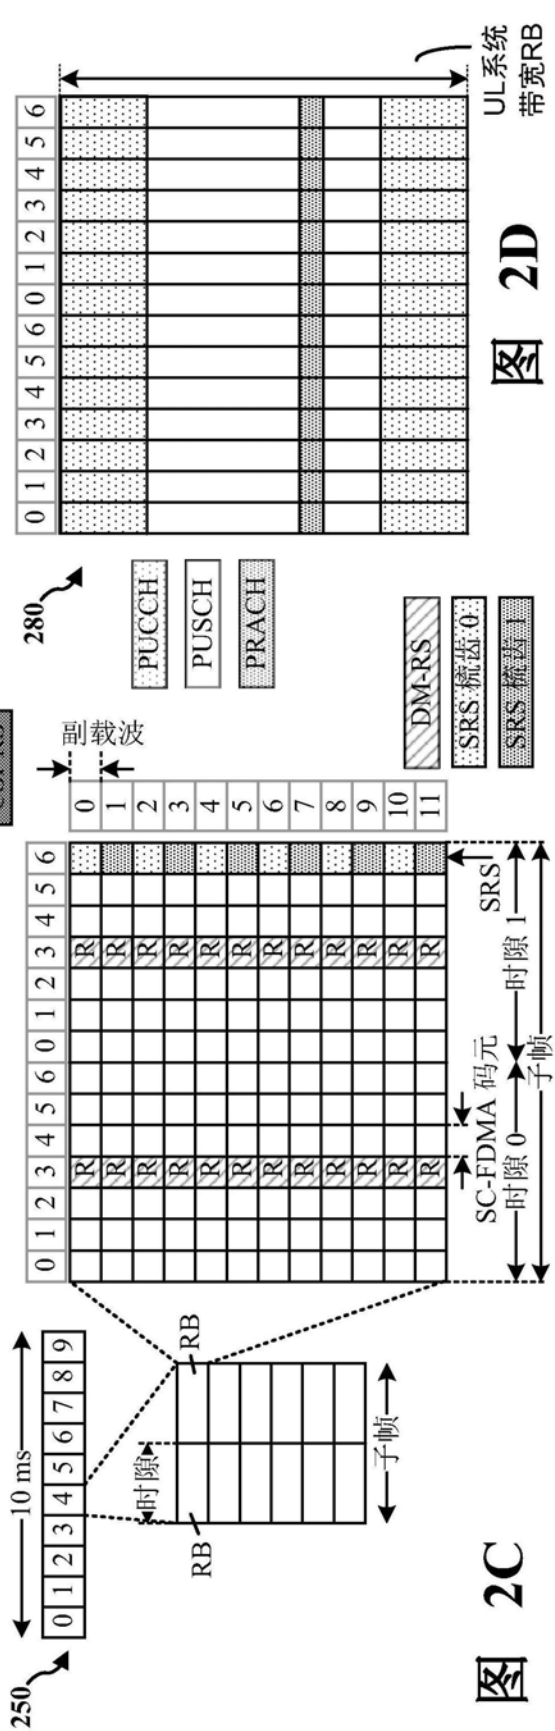 250
10 ms
0 1 2 3 4 5 6 7 8 9
RB
时隙
RB
子帧
图 2C
0 1 2 3 4 5 6 0 1 2 3 4 5 6
R R
R R
R R
R R
R R
R R
R R
R R
R R
R R
R R
R R
副载波
0
1
2
3
4
5
6
7
8
9
10
11
SC-FDMA 码元
SRS
时隙 0
时隙 1
子帧
DM-RS
SRS 梳齿 0
SRS 梳齿 1
280
0 1 2 3 4 5 6 0 1 2 3 4 5 6
PUCCH
PUSCH
PRACH
UL系统
带宽RB
图 2D